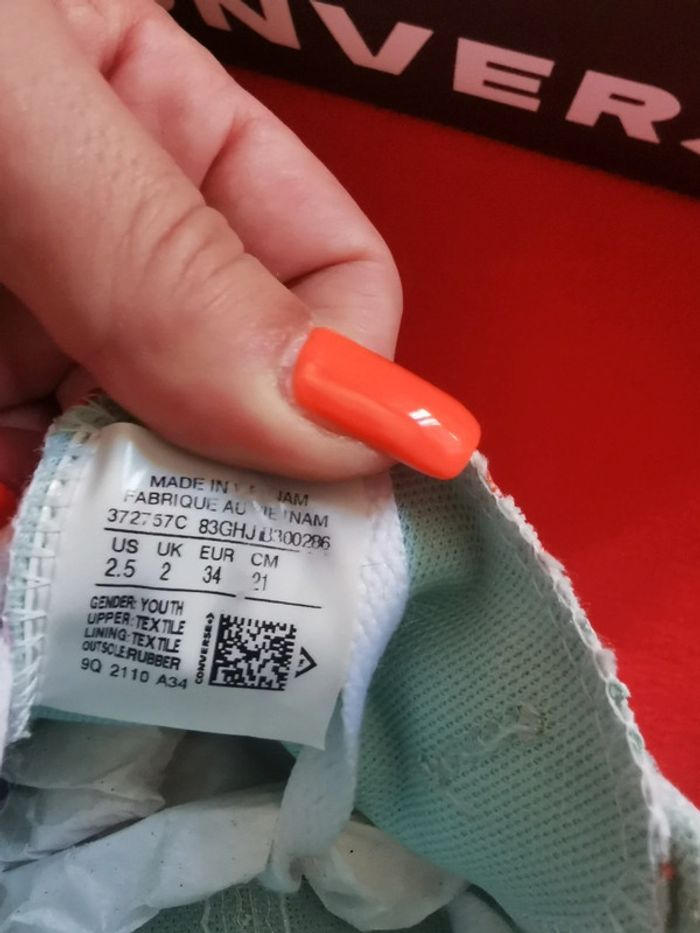 NVER
MADE IN
FABRIQUE AU VIETNAM
372757C
US UK EUR CM
2.5 2 34 21
GENDER: YOUTH
UPPER: TEXTILE
LINING: TEXTILE
OUTSOLE: RUBBER
9Q 2110 A34
CONVERSE